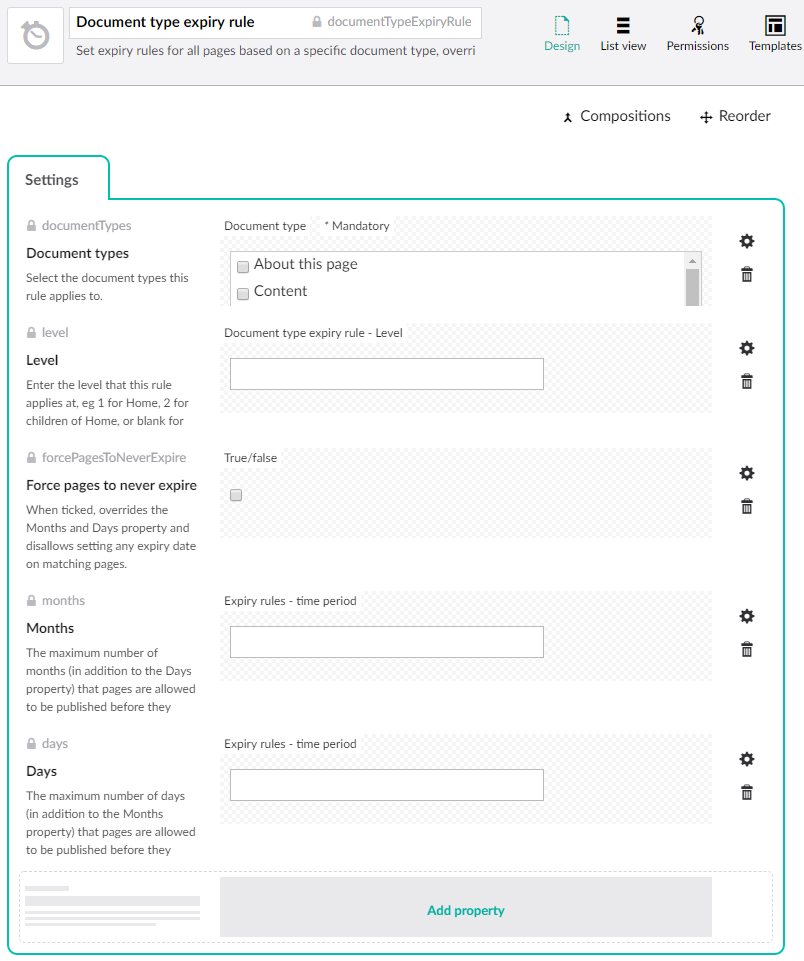 Document type expiry rule
documentTypeExpiryRule
Set expiry rules for all pages based on a specific document type, overri
Design
List view
Permissions
Templates
Compositions
Reorder
Settings
documentTypes
Document types
Select the document types this
rule applies to.
Document type * Mandatory
About this page
Content
level
Level
Enter the level that this rule
applies at, eg 1 for Home, 2 for
children of Home, or blank for
Document type expiry rule - Level
forcePagesToNeverExpire
Force pages to never expire
When ticked, overrides the
Months and Days property and
disallows setting any expiry date
on matching pages.
True/false
months
Months
The maximum number of
months (in addition to the Days
property) that pages are allowed
to be published before they
Expiry rules - time period
days
Days
The maximum number of days
(in addition to the Months
property) that pages are allowed
to be published before they
Expiry rules - time period
Add property